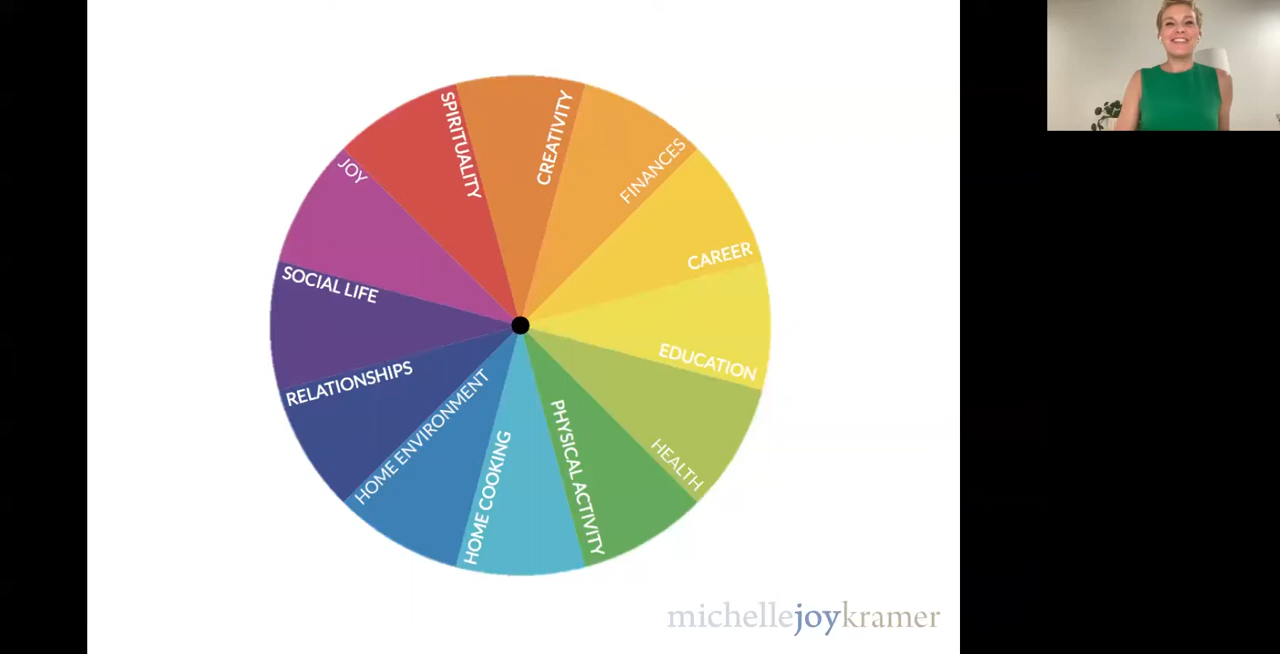 SPIRITUALITY
CREATIVITY
FINANCES
CAREER
EDUCATION
HEALTH
PHYSICAL ACTIVITY
HOME COOKING
HOME ENVIRONMENT
RELATIONSHIPS
SOCIAL LIFE
JOY
michellejoykramer